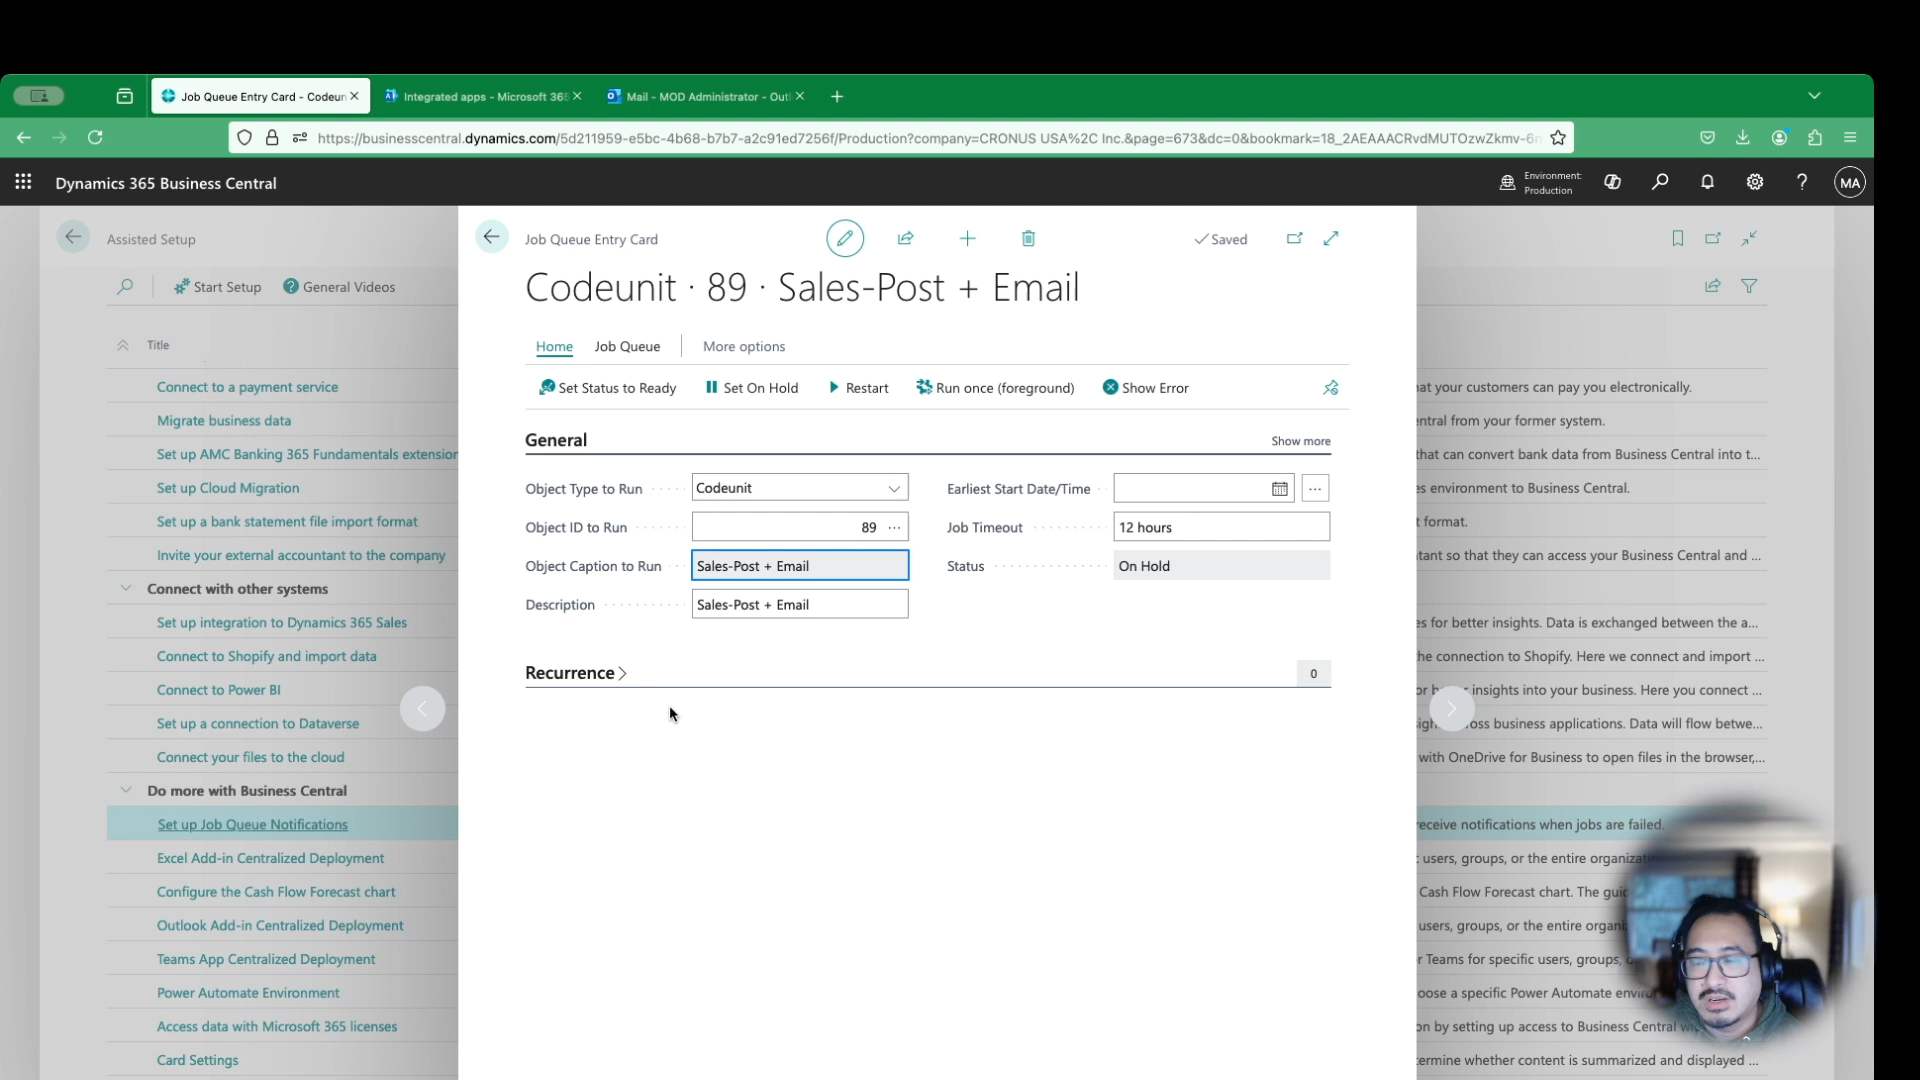 Job Queue Entry Card - Codeun
Integrated apps - Microsoft 365
Mail - MOD Administrator - Outl
https://businesscentral.dynamics.com/5d211959-e5bc-4b68-b7b7-a2c91ed7256f/Production?company=CRONUS USA%2C Inc.&page=673&dc=0&bookmark=18_2AEAAACRvdMUTOzwZkmv-6n
Dynamics 365 Business Central
Environment:
Production
MA
Assisted Setup
Start Setup
General Videos
Title
Connect to a payment service
Migrate business data
Set up AMC Banking 365 Fundamentals extension
Set up Cloud Migration
Set up a bank statement file import format
Invite your external accountant to the company
Connect with other systems
Set up integration to Dynamics 365 Sales
Connect to Shopify and import data
Connect to Power BI
Set up a connection to Dataverse
Connect your files to the cloud
Do more with Business Central
Set up Job Queue Notifications
Excel Add-in Centralized Deployment
Configure the Cash Flow Forecast chart
Outlook Add-in Centralized Deployment
Teams App Centralized Deployment
Power Automate Environment
Access data with Microsoft 365 licenses
Card Settings
Job Queue Entry Card
Saved
Codeunit · 89 · Sales-Post + Email
Home
Job Queue
More options
Set Status to Ready
Set On Hold
Restart
Run once (foreground)
Show Error
General
Show more
Object Type to Run
Codeunit
Object ID to Run
89
Object Caption to Run
Sales-Post + Email
Description
Sales-Post + Email
Earliest Start Date/Time
Job Timeout
12 hours
Status
On Hold
Recurrence
0
at your customers can pay you electronically.
entral from your former system.
that can convert bank data from Business Central into t...
es environment to Business Central.
t format.
tant so that they can access your Business Central and ...
es for better insights. Data is exchanged between the a...
he connection to Shopify. Here we connect and import ...
insights into your business. Here you connect ...
oss business applications. Data will flow betwe...
with OneDrive for Business to open files in the browser,...
receive notifications when jobs are failed.
users, groups, or the entire organizati
Cash Flow Forecast chart. The gui
users, groups, or the entire organi
r Teams for specific users, groups,
oose a specific Power Automate enviro
on by setting up access to Business Central
ermine whether content is summarized and displayed ...